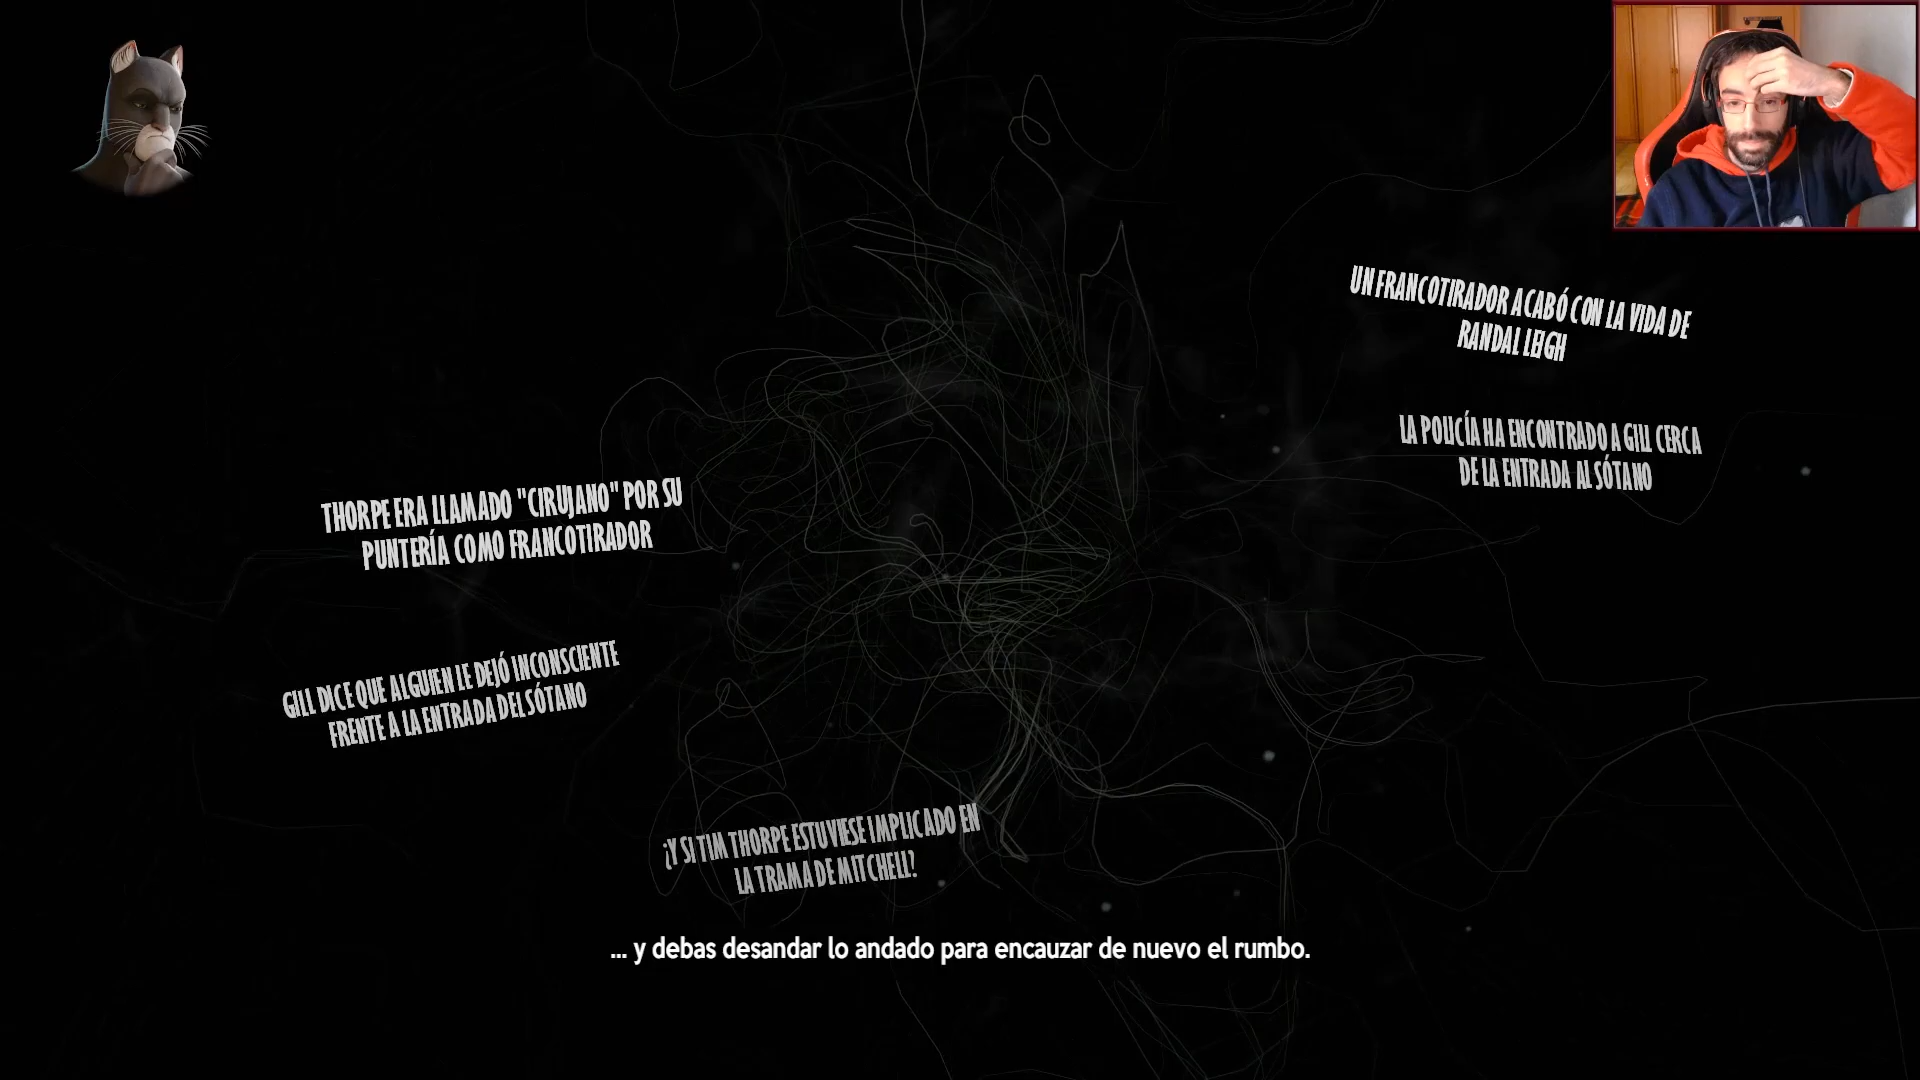 UN FRANCOTIRADOR ACABÓ CON LA VIDA DE
RANDAL LEIGH
LA POLICÍA HA ENCONTRADO A GILL CERCA
DE LA ENTRADA AL SÓTANO
THORPE ERA LLAMADO "CIRUJANO" POR SU
PUNTERÍA COMO FRANCOTIRADOR
GILL DICE QUE ALGUIEN LE DEJÓ INCONSCIENTE
FRENTE A LA ENTRADA DEL SÓTANO
¿Y SI TIM THORPE ESTUVIESE IMPLICADO EN
LA TRAMA DE MITCHELL?
... y debas desandar lo andado para encauzar de nuevo el rumbo.